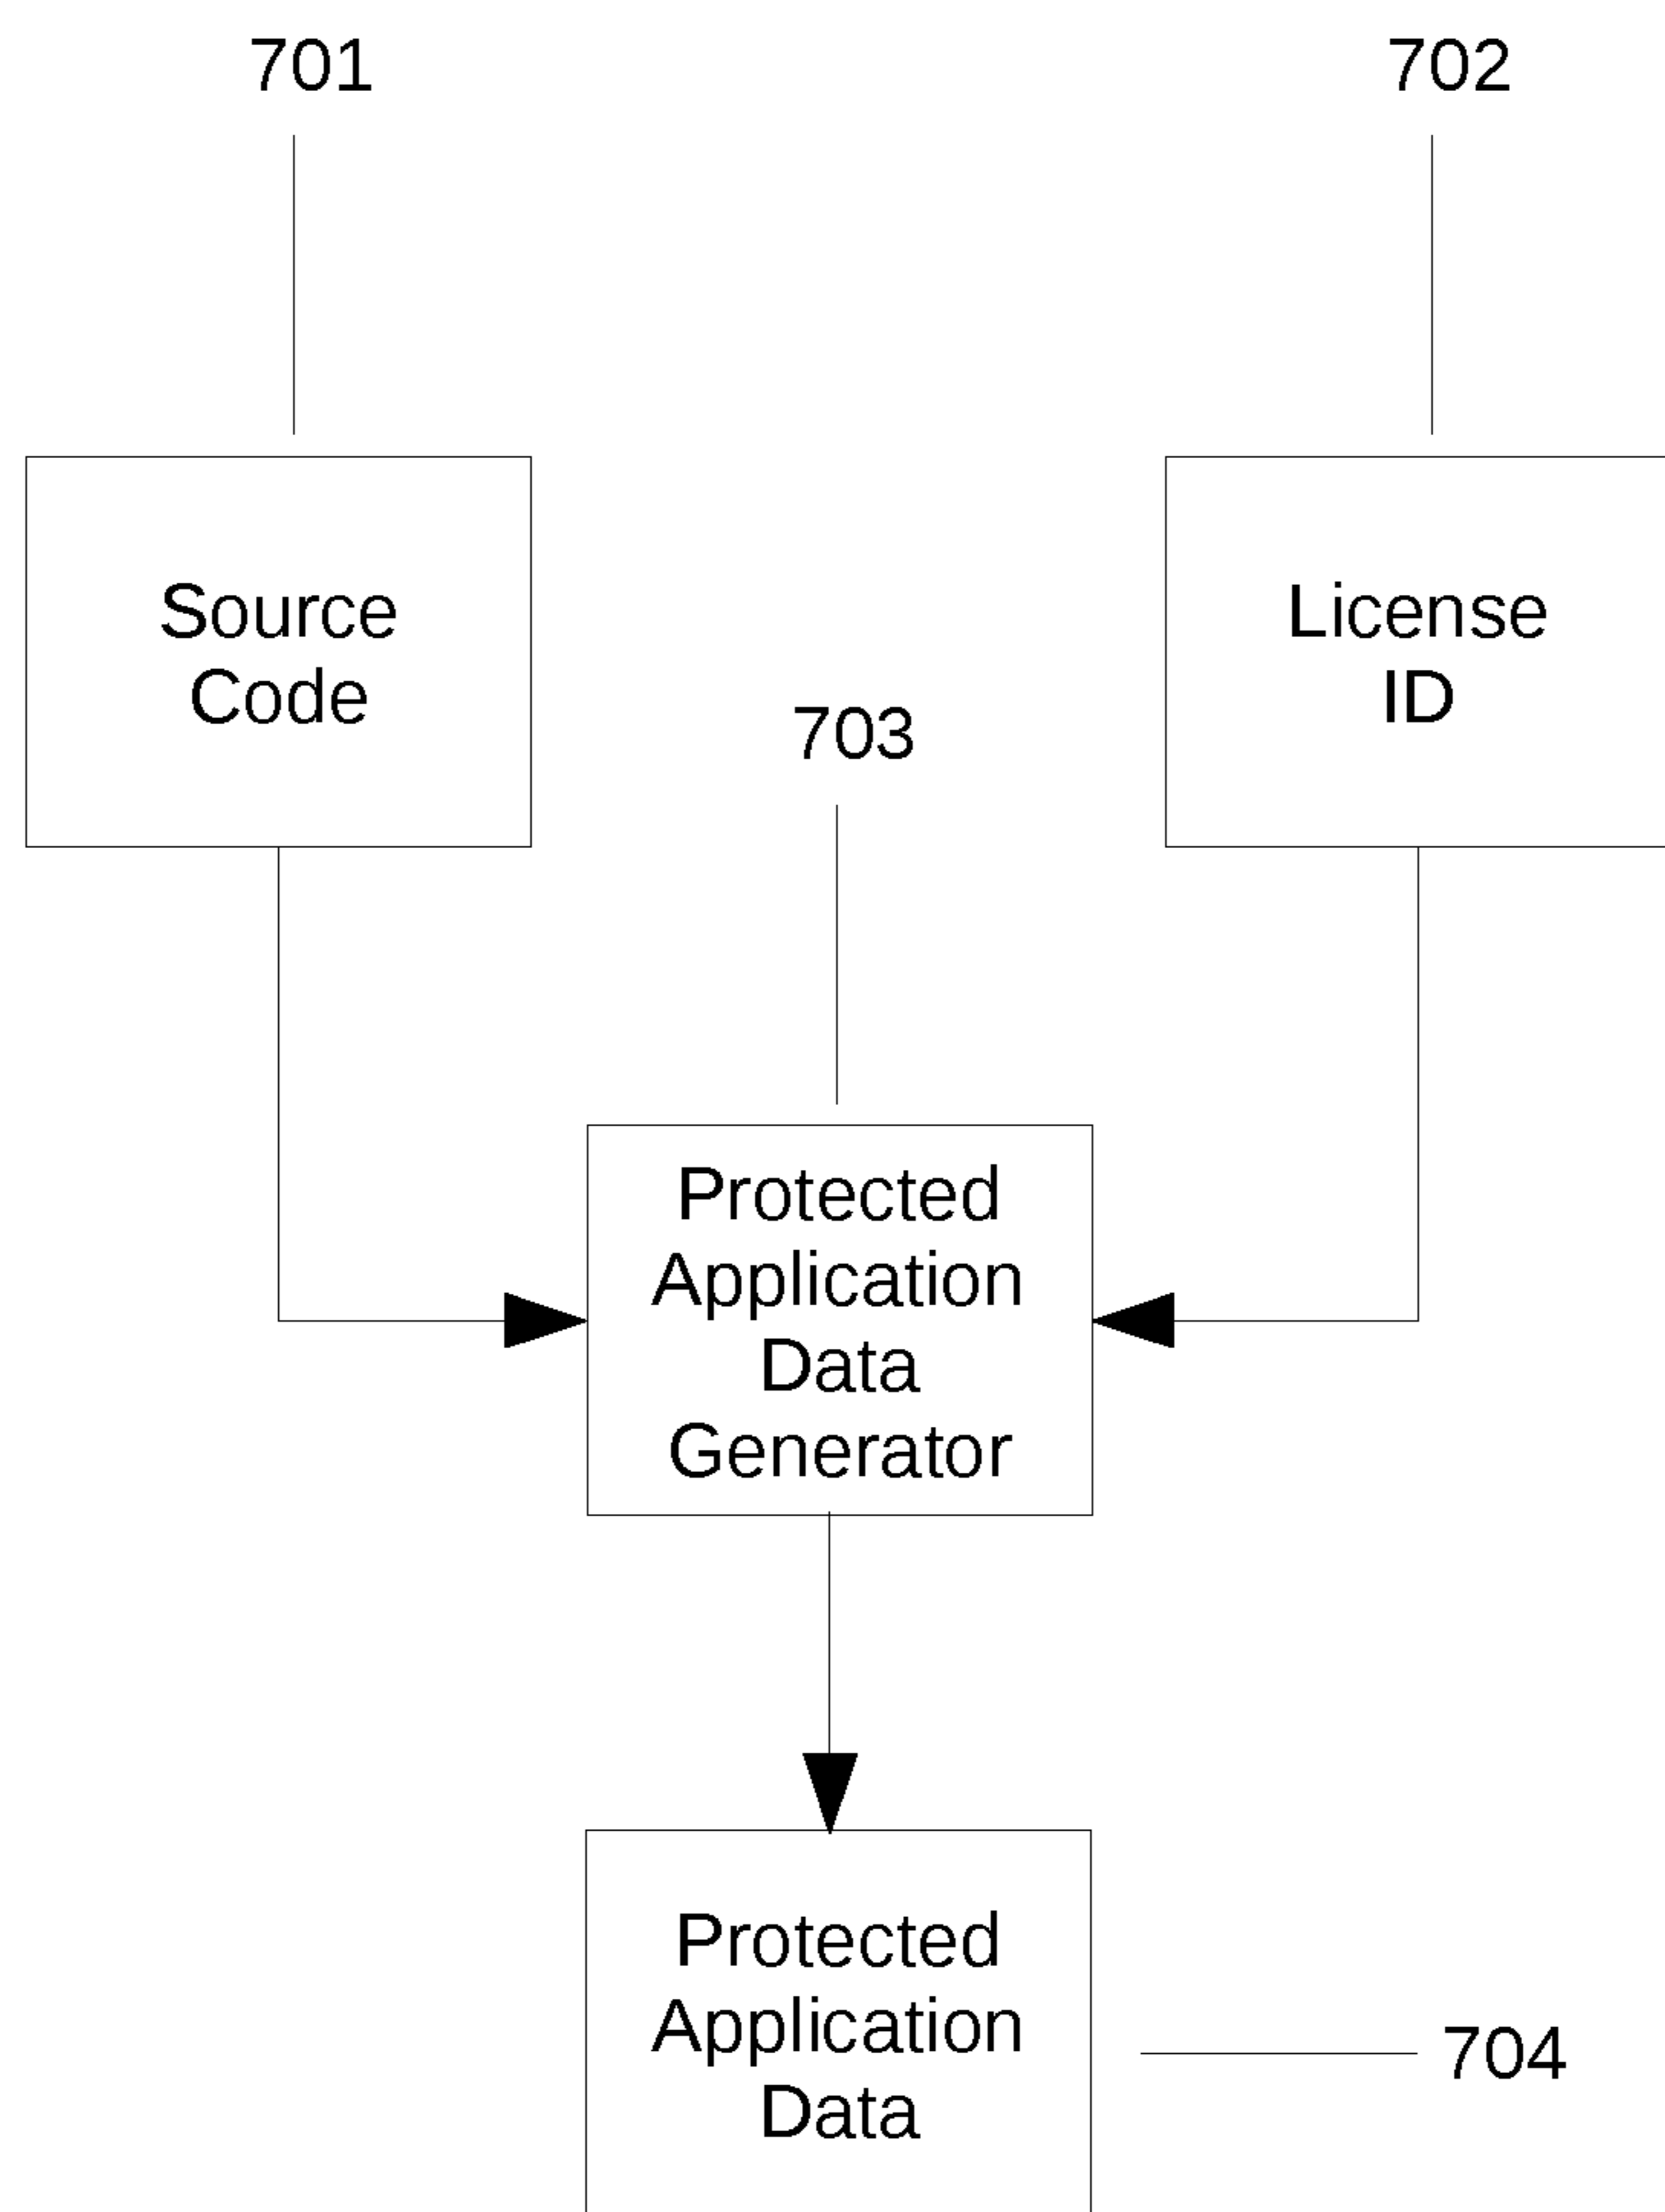 701
702
Source
Code
License
ID
703
Protected
Application
Data
Generator
Protected
Application
Data
704